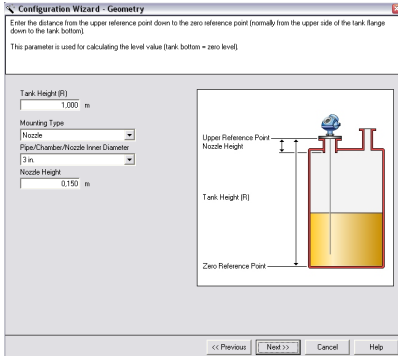 Configuration Wizard - Geometry
Enter the distance from the upper reference point down to the zero reference point (normally from the upper side of the tank flange
down to the tank bottom).
This parameter is used for calculating the level value (tank bottom = zero level).
Tank Height (R)
1,000 m
Mounting Type
Nozzle
Pipe/Chamber/Nozzle Inner Diameter
3 in.
Nozzle Height
0,150 m
Upper Reference Point
Nozzle Height
Tank Height (R)
Zero Reference Point
<< Previous
Next >>
Cancel
Help